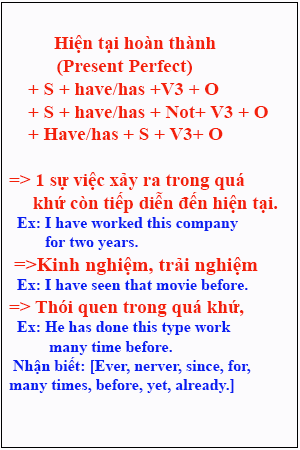 Hiện tại hoàn thành
(Present Perfect)
+ S + have/has +V3 + O
+ S + have/has + Not+ V3 + O
+ Have/has + S + V3+ O
=> 1 sự việc xảy ra trong quá
khứ còn tiếp diễn đến hiện tại.
Ex: I have worked this company
for two years.
=>Kinh nghiệm, trải nghiệm
Ex: I have seen that movie before.
=> Thói quen trong quá khứ,
Ex: He has done this type work
many time before.
Nhận biết: [Ever, nerver, since, for,
many times, before, yet, already.]